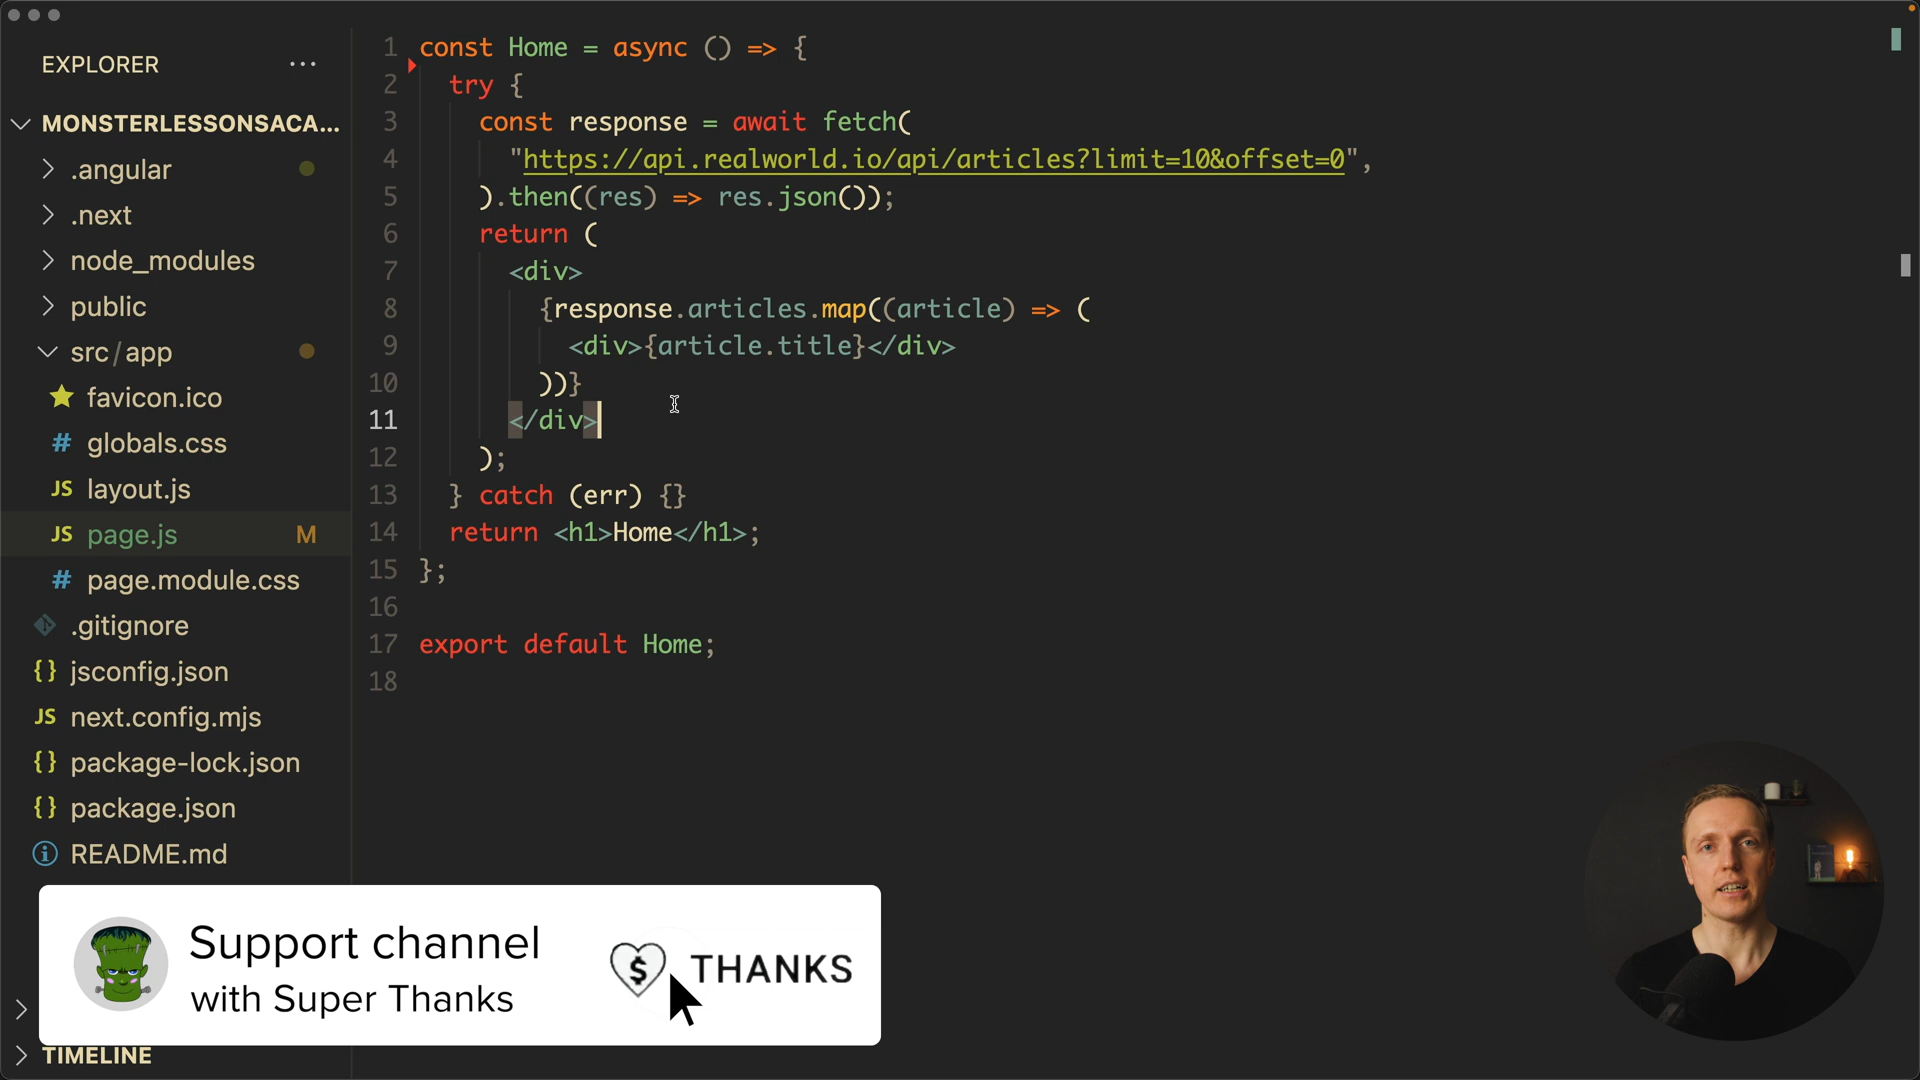 EXPLORER ...
MONSTERLESSONSACA...
.angular
.next
node_modules
public
src/app
favicon.ico
# globals.css
JS layout.js
JS page.js M
# page.module.css
.gitignore
{} jsconfig.json
JS next.config.mjs
{} package-lock.json
{} package.json
README.md
TIMELINE
1 const Home = async () => {
2 try {
3 const response = await fetch(
4 "https://api.realworld.io/api/articles?limit=10&offset=0",
5 ).then((res) => res.json());
6 return (
7 <div>
8 {response.articles.map((article) => (
9 <div>{article.title}</div>
10 ))}
11 </div>
12 );
13 } catch (err) {}
14 return <h1>Home</h1>;
15 };
16
17 export default Home;
18
Support channel
with Super Thanks
$ THANKS